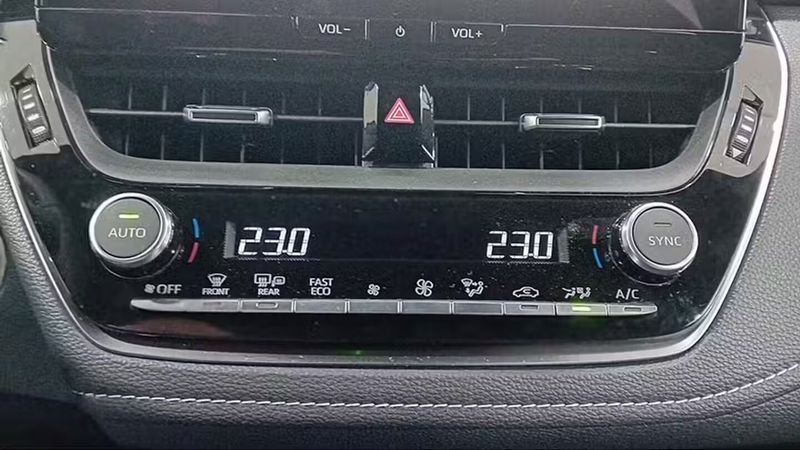 VOL- VOL+
AUTO 23.0 23.0 SYNC
OFF FRONT REAR FAST ECO A/C